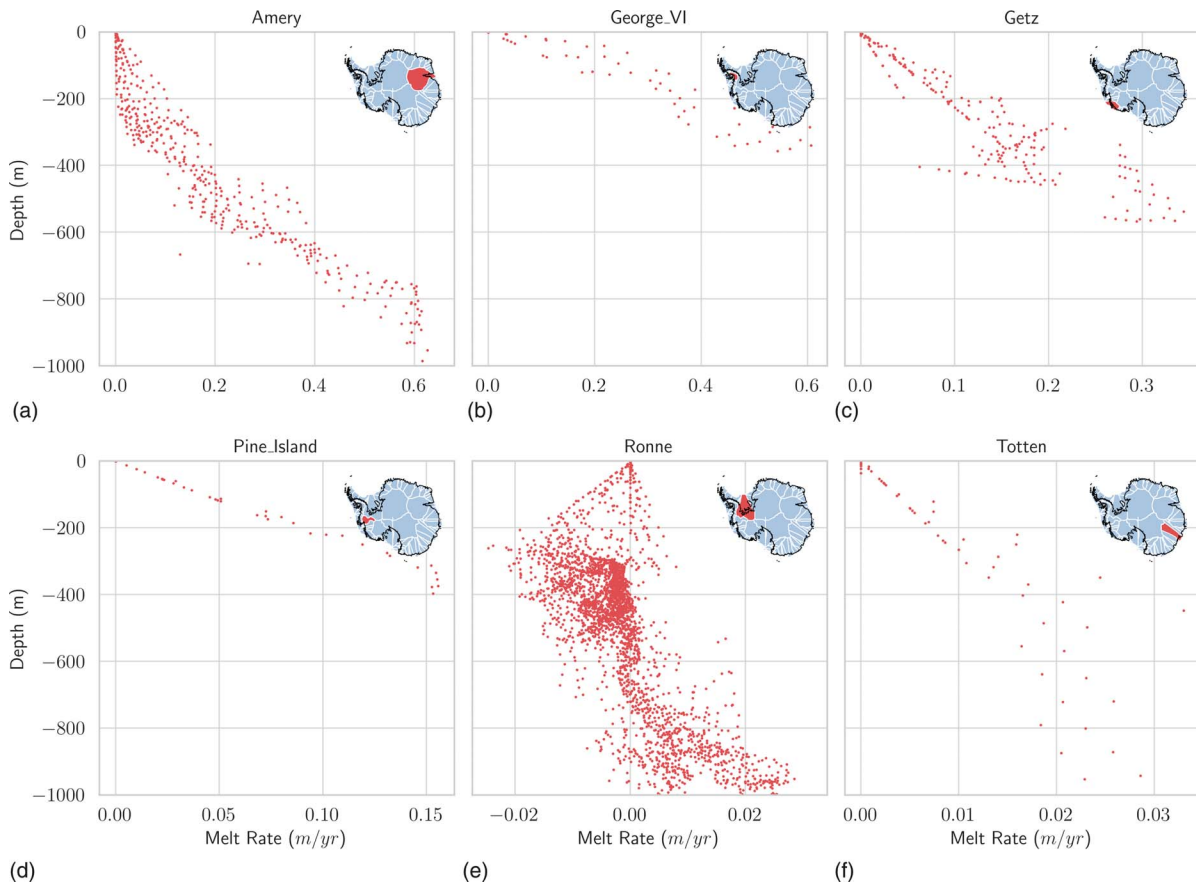 Amery George_VI Getz
0
−200
−400
−600
−800
−1000
Depth (m)
0.0 0.2 0.4 0.6 0.0 0.2 0.4 0.6 0.0 0.1 0.2 0.3
(a) (b) (c)
Pine_Island Ronne Totten
0
−200
−400
−600
−800
−1000
Depth (m)
0.00 0.05 0.10 0.15 −0.02 0.00 0.02 0.00 0.01 0.02 0.03
Melt Rate (m/yr) Melt Rate (m/yr) Melt Rate (m/yr)
(d) (e) (f)